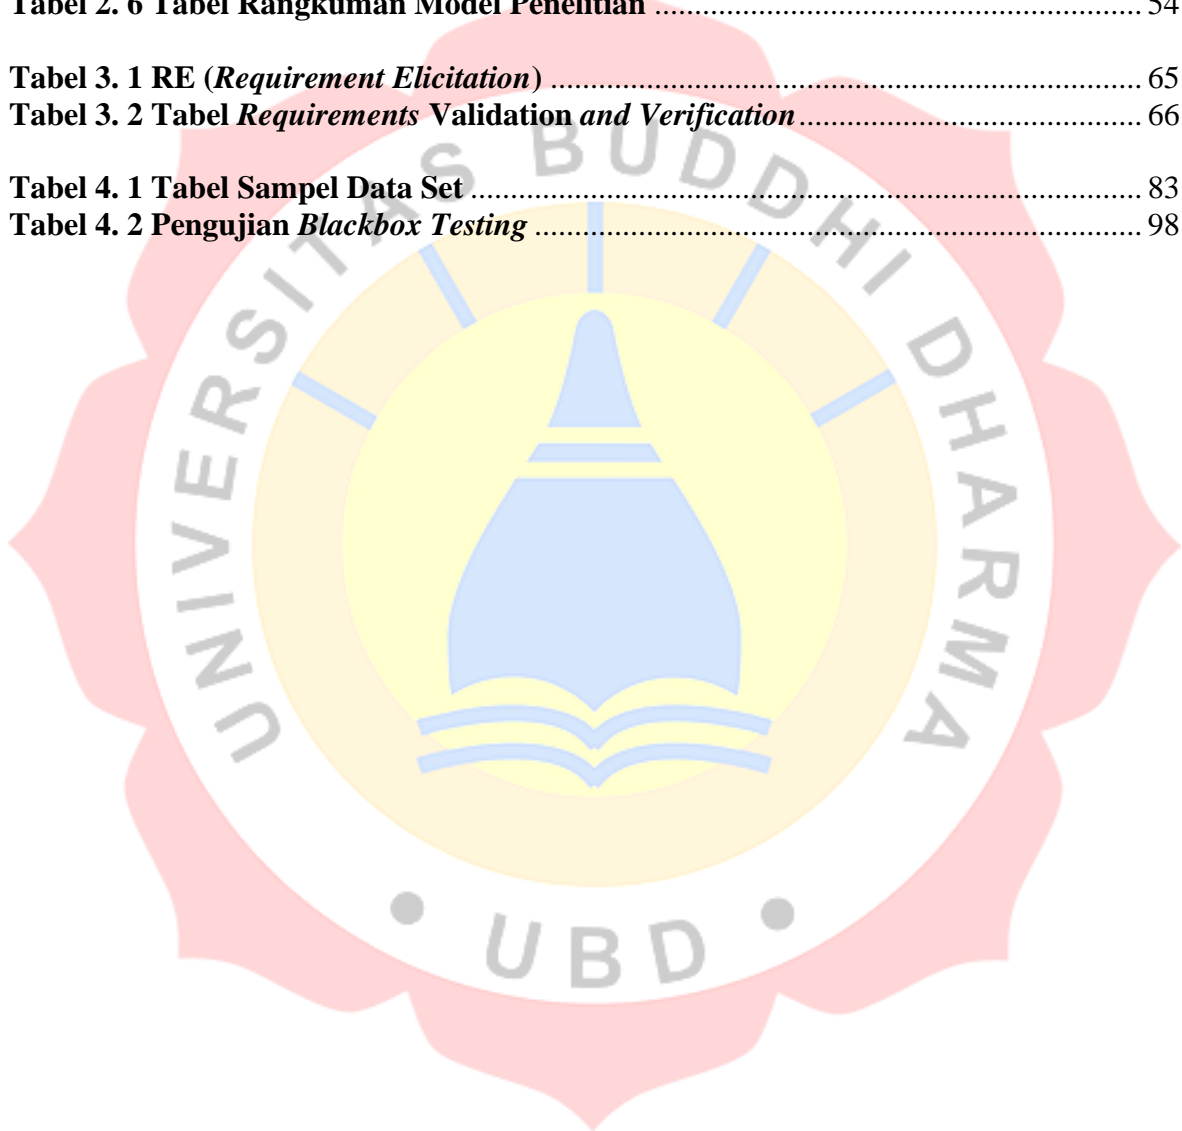 Tabel 2. 6 Tabel Rangkuman Model Penelitian ........................ 54
Tabel 3. 1 RE (Requirement Elicitation) ........................ 65
Tabel 3. 2 Tabel Requirements Validation and Verification ........................ 66
Tabel 4. 1 Tabel Sampel Data Set ........................ 83
Tabel 4. 2 Pengujian Blackbox Testing ........................ 98
UNIVERSITAS BUDDHI DHARMA
• UBD •